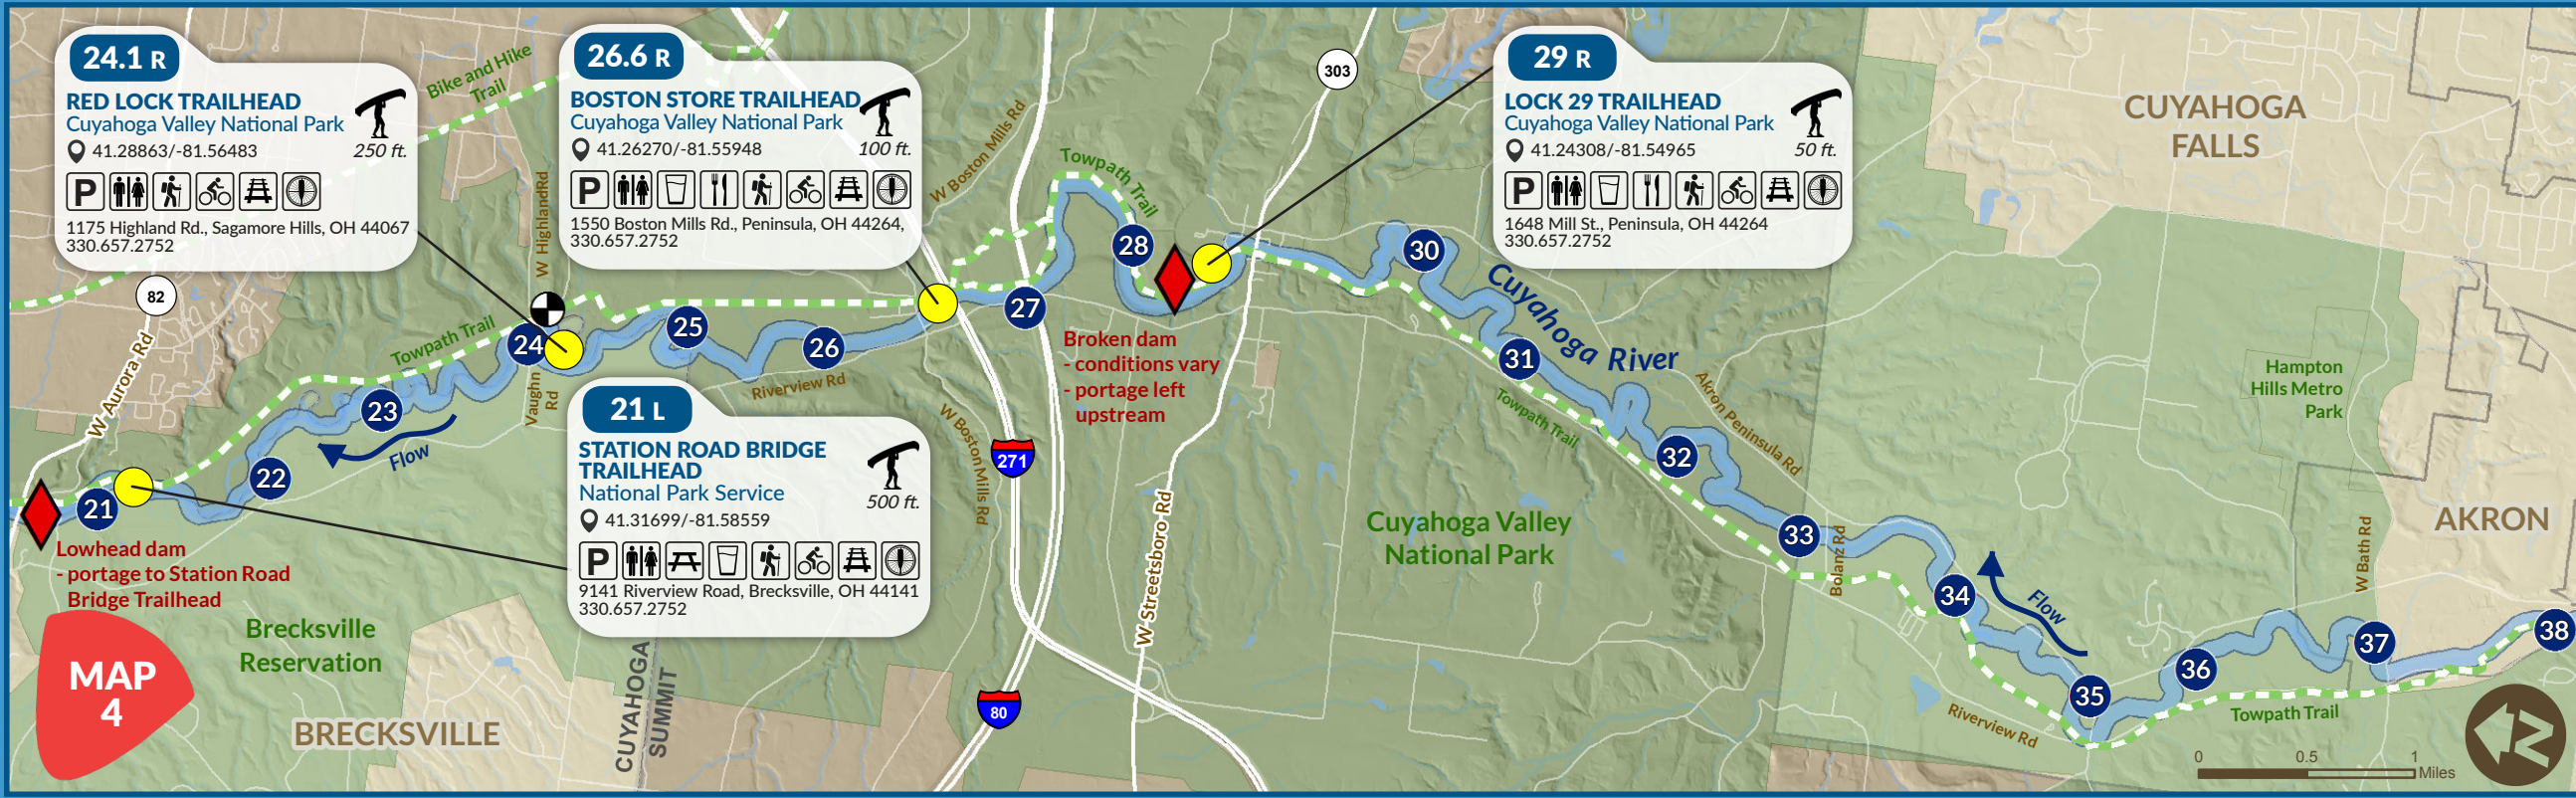 24.1 R
RED LOCK TRAILHEAD
Cuyahoga Valley National Park
41.28863/-81.56483
250 ft.
P
1175 Highland Rd., Sagamore Hills, OH 44067
330.657.2752
Bike and Hike
Trail
26.6 R
BOSTON STORE TRAILHEAD
Cuyahoga Valley National Park
41.26270/-81.55948
100 ft.
P
1550 Boston Mills Rd., Peninsula, OH 44264,
330.657.2752
W Boston Mills Rd
Towpath Trail
303
29 R
LOCK 29 TRAILHEAD
Cuyahoga Valley National Park
41.24308/-81.54965
50 ft.
P
1648 Mill St., Peninsula, OH 44264
330.657.2752
CUYAHOGA
FALLS
82
W Aurora Rd
W HighlandRd
Towpath Trail
24
25
26
27
28
30
31
Cuyahoga River
Vaughn
Rd
Riverview Rd
23
Flow
22
21
Lowhead dam
- portage to Station Road
Bridge Trailhead
21 L
STATION ROAD BRIDGE
TRAILHEAD
National Park Service
41.31699/-81.58559
500 ft.
P
9141 Riverview Road, Brecksville, OH 44141
330.657.2752
W Boston Mills Rd
271
80
Broken dam
- conditions vary
- portage left
upstream
W Streetsboro Rd
Towpath Trail
Akron Peninsula Rd
32
33
Bolanz Rd
Cuyahoga Valley
National Park
Hampton
Hills Metro
Park
AKRON
W Bath Rd
34
Flow
35
36
37
38
Riverview Rd
Towpath Trail
MAP
4
Brecksville
Reservation
BRECKSVILLE
CUYAHOGA
SUMMIT
0 0.5 1
Miles
N